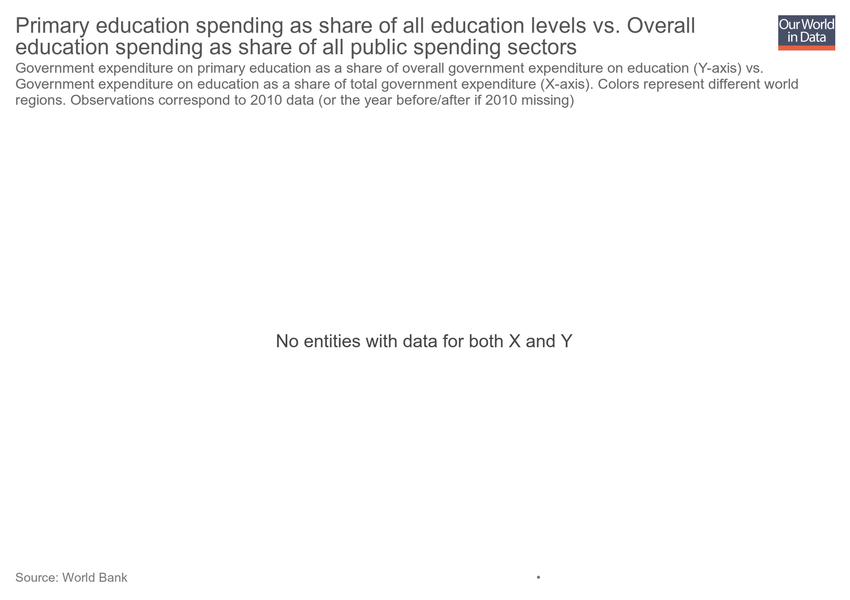 Primary education spending as share of all education levels vs. Overall
education spending as share of all public spending sectors
Our World
in Data
Government expenditure on primary education as a share of overall government expenditure on education (Y-axis) vs.
Government expenditure on education as a share of total government expenditure (X-axis). Colors represent different world
regions. Observations correspond to 2010 data (or the year before/after if 2010 missing)
No entities with data for both X and Y
Source: World Bank
•